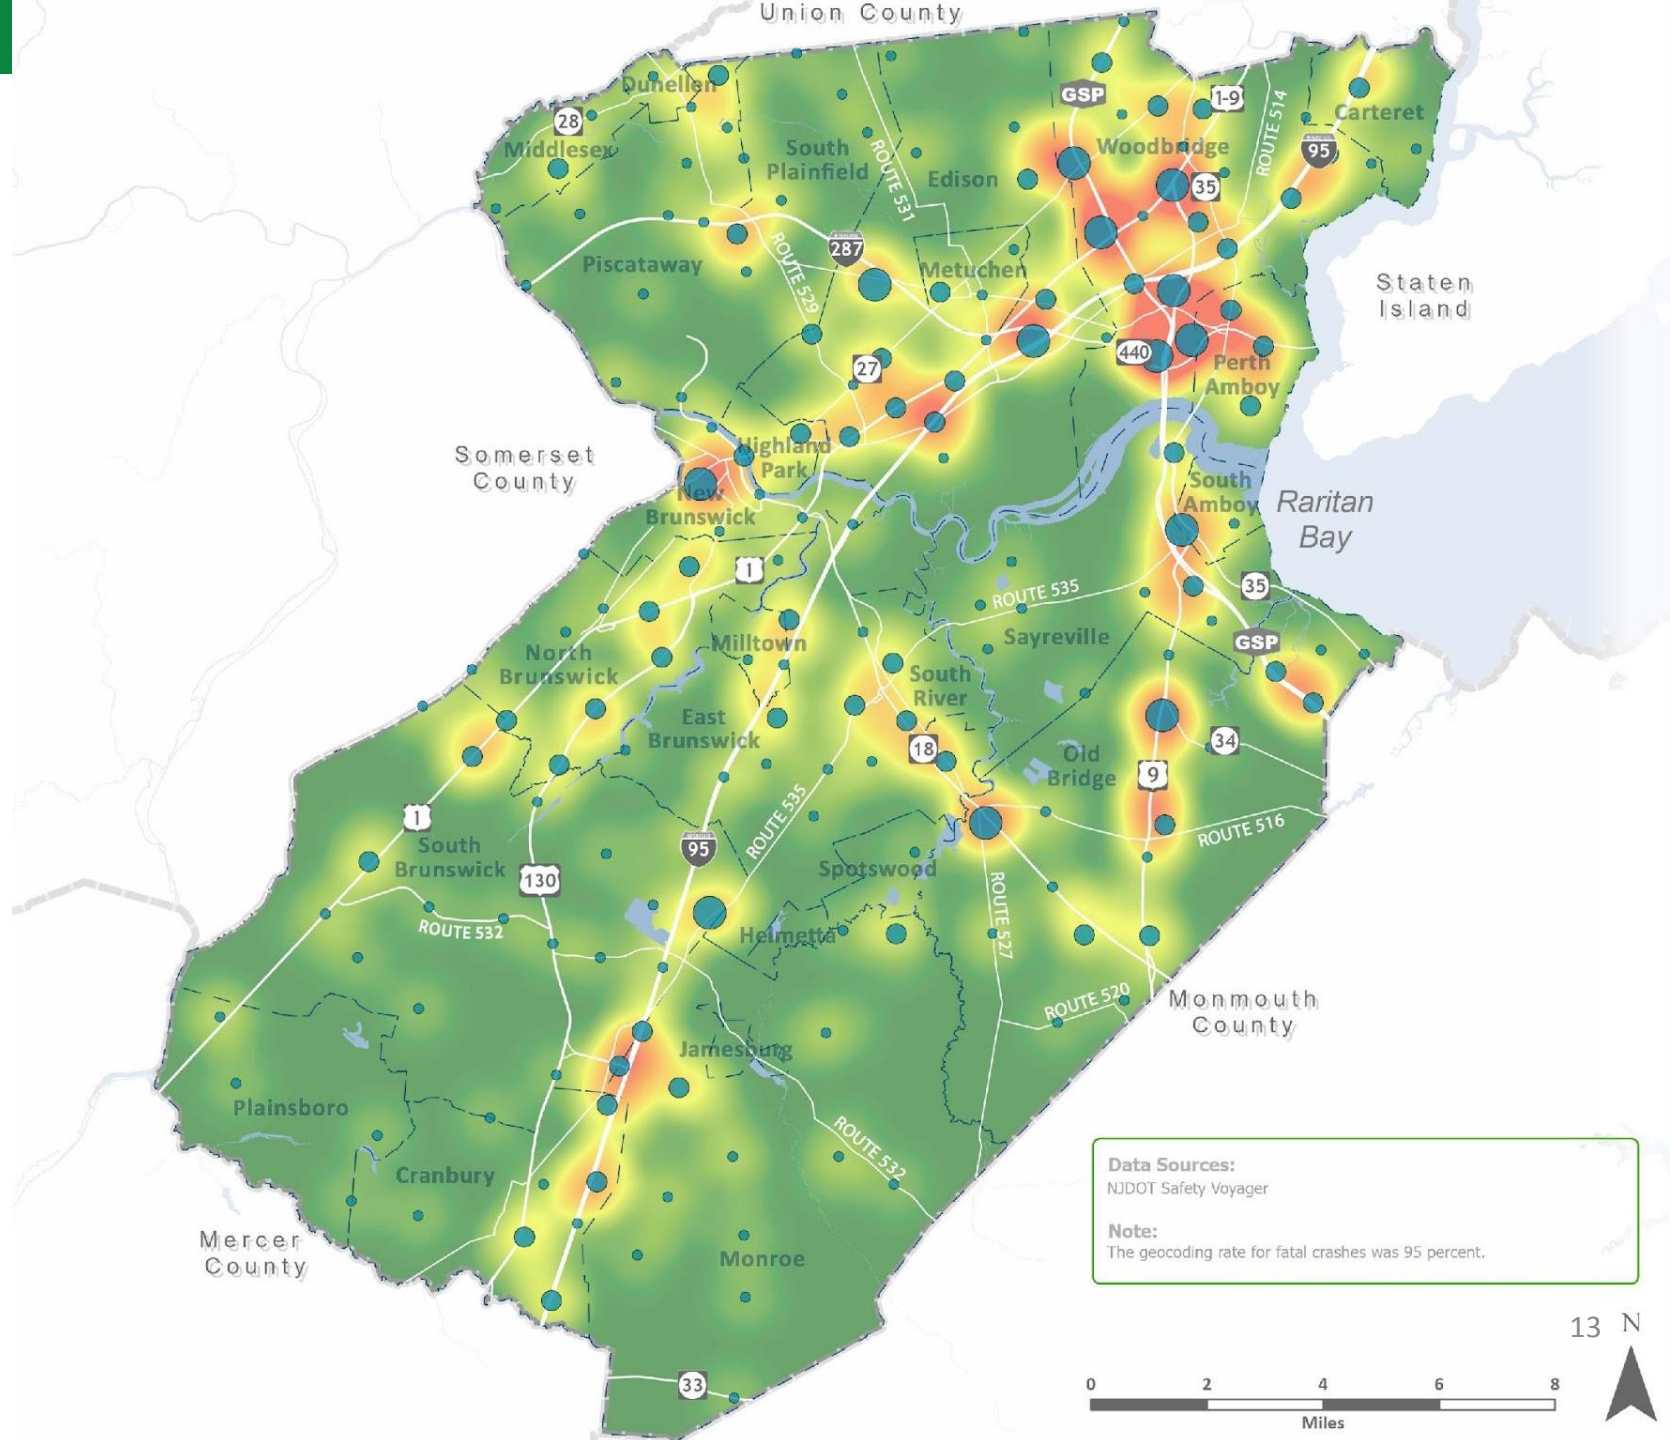 Union County
Dunellen
GSP
1-9
ROUTE 514
Carteret
28
Middlesex
South
Plainfield
ROUTE 531
Edison
Woodbridge
95
35
Piscataway
287
ROUTE 529
Metuchen
Staten
Island
27
440
Perth
Amboy
Somerset
County
Highland
Park
New
Brunswick
South
Amboy
Raritan
Bay
1
ROUTE 535
35
Sayreville
GSP
Milltown
North
Brunswick
South
River
East
Brunswick
18
34
Old
Bridge
9
1
South
Brunswick
95
ROUTE 535
ROUTE 516
Spotswood
130
ROUTE 532
Helmetta
ROUTE 527
ROUTE 520
Monmouth
County
Jamesburg
Plainsboro
ROUTE 532
Cranbury
Mercer
County
Monroe
33
Data Sources:
NJDOT Safety Voyager
Note:
The geocoding rate for fatal crashes was 95 percent.
13
N
0 2 4 6 8
Miles